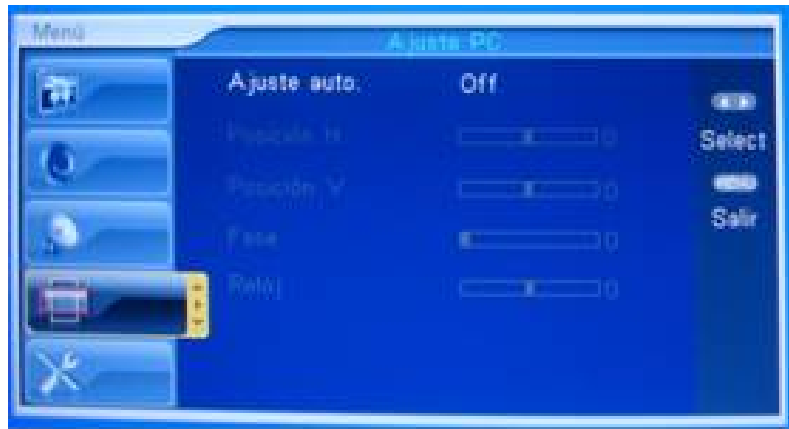 Menú
Ajuste PC
Ajuste auto. Off
Posición H 0
Posición V 0
Fase 0
Reloj 0
Select
Salir